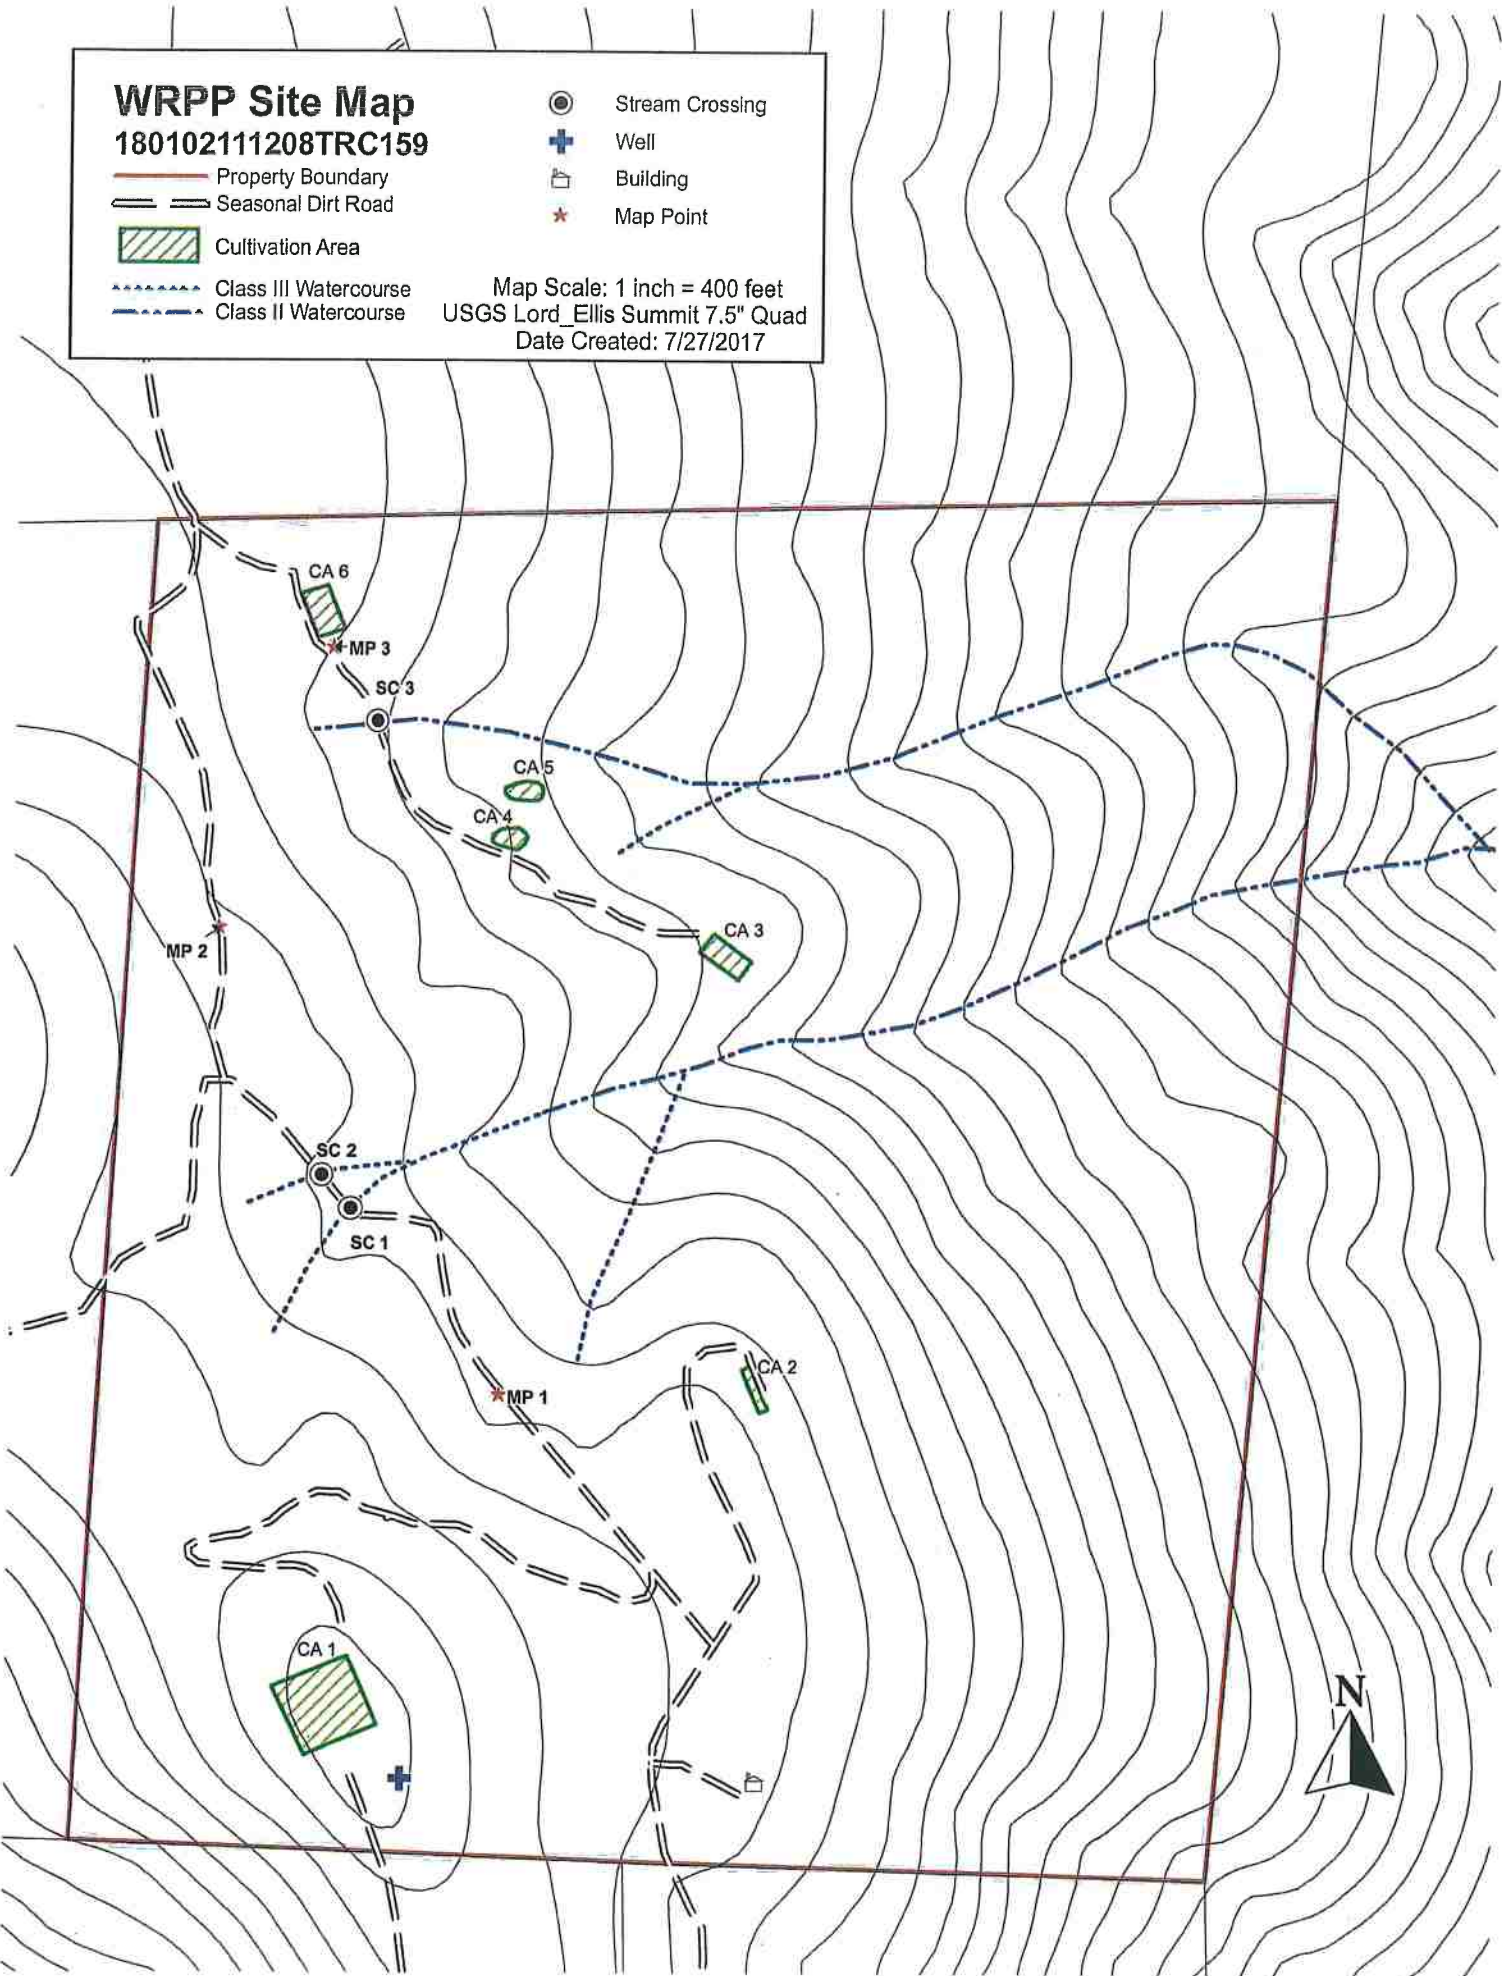 WRPP Site Map
180102111208TRC159
Property Boundary
Seasonal Dirt Road
Cultivation Area
Class III Watercourse
Class II Watercourse
Stream Crossing
Well
Building
Map Point
Map Scale: 1 inch = 400 feet
USGS Lord_Ellis Summit 7.5" Quad
Date Created: 7/27/2017
CA 6
MP 3
SC 3
CA 5
CA 4
CA 3
MP 2
SC 2
SC 1
CA 2
MP 1
CA 1
N